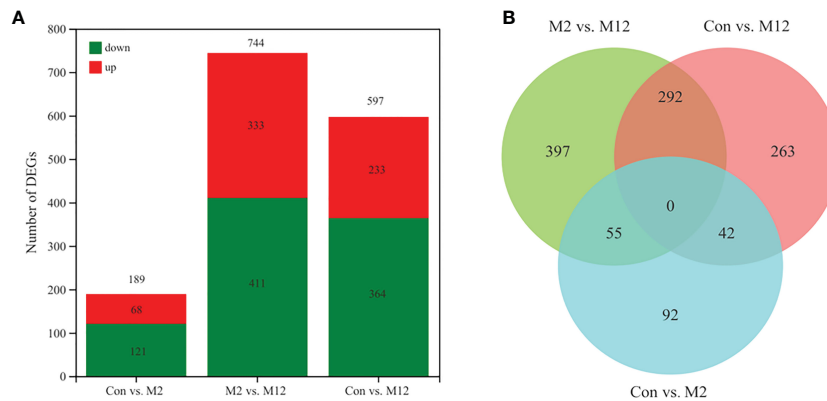 A
Number of DEGs
800
700
600
500
400
300
200
100
0
down
up
189
68
121
744
333
411
597
233
364
Con vs. M2
M2 vs. M12
Con vs. M12
B
M2 vs. M12
Con vs. M12
292
397
263
0
55
42
92
Con vs. M2